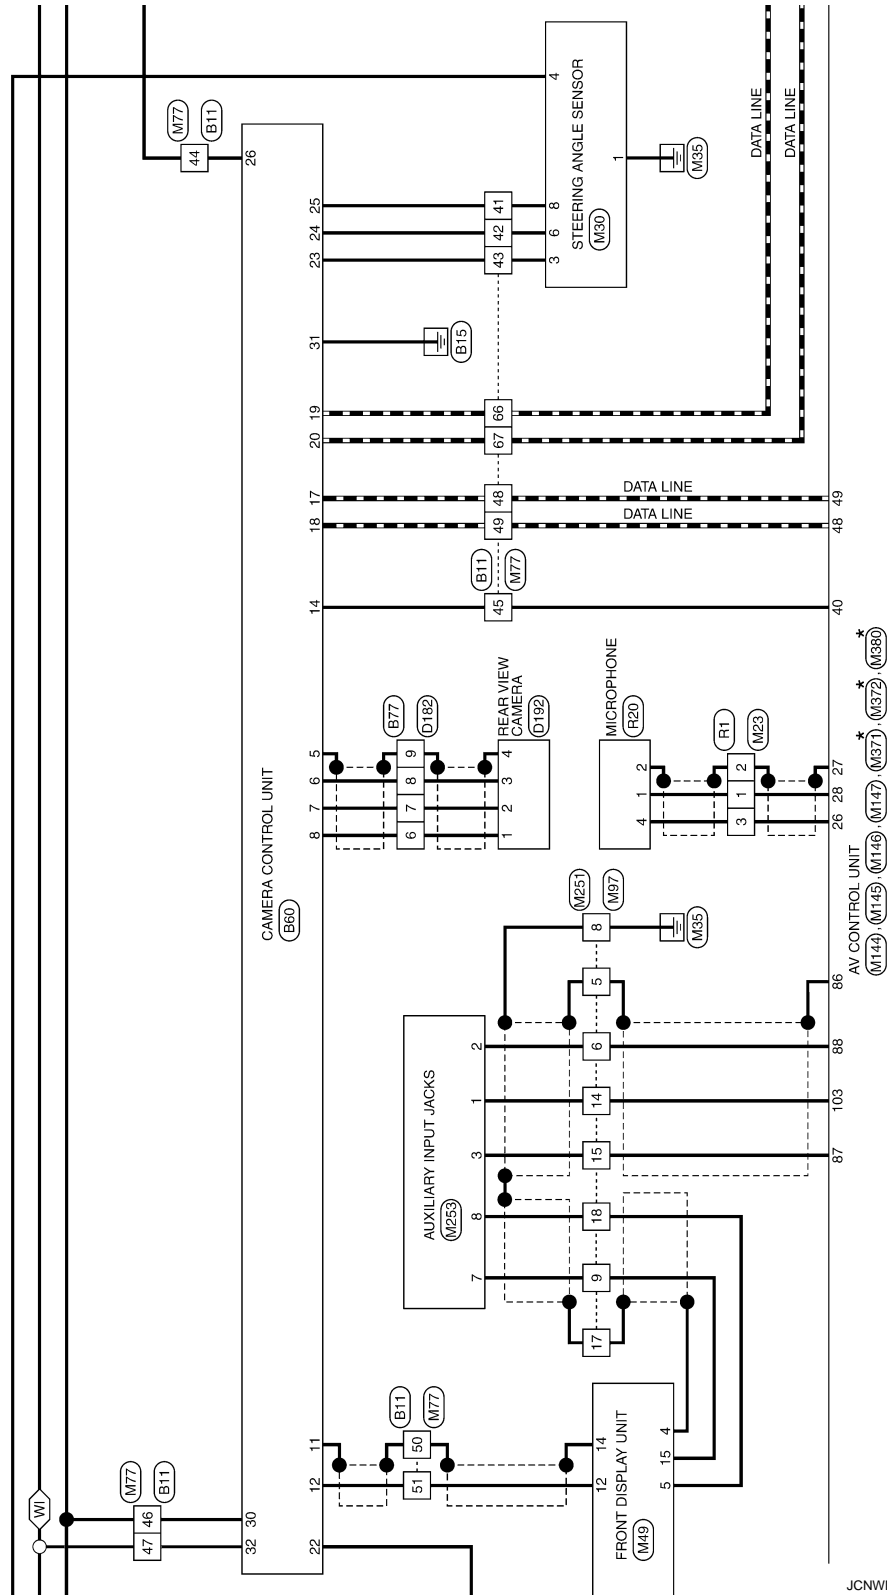 4
STEERING ANGLE SENSOR
M30
1
M35
DATA LINE
DATA LINE
M77
B11
44
26
25
24
23
41
42
43
8
6
3
31
B15
19
20
66
67
17
18
48
49
DATA LINE
DATA LINE
49
48
B11
M77
14
45
40
CAMERA CONTROL UNIT
B60
5
6
7
8
B77
D182
9
8
7
6
REAR VIEW
CAMERA
D192
4
3
2
1
MICROPHONE
R20
2
1
4
R1
M23
2
1
3
27
28
26
AV CONTROL UNIT
M144 , M145 , M146 , M147 , M371 * , M372 * , M380 *
M251
M97
8
M35
5
86
AUXILIARY INPUT JACKS
M253
2
6
88
1
14
103
3
15
87
8
18
7
9
17
11
12
B11
M77
50
51
14
12
FRONT DISPLAY UNIT
M49
4
15
5
WI
M77
B11
46
47
30
32
22
JCNWI